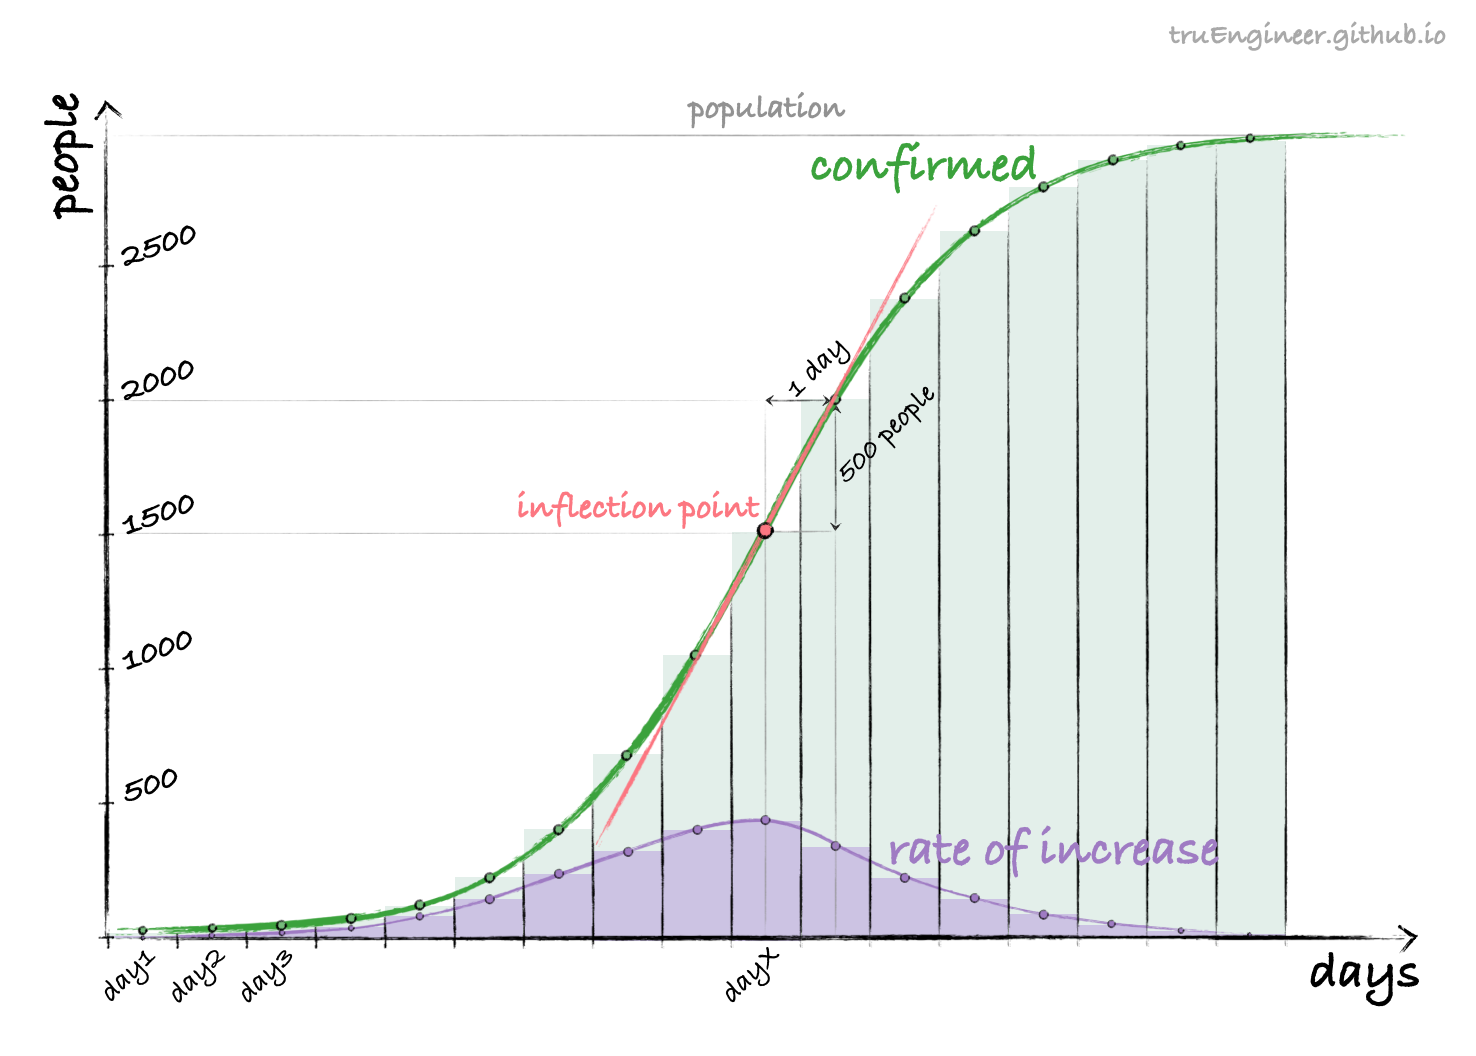 truEngineer.github.io
people
population
confirmed
2500
2000
1 day
500 people
1500
inflection point
1000
500
rate of increase
day1
day2
day3
dayX
days